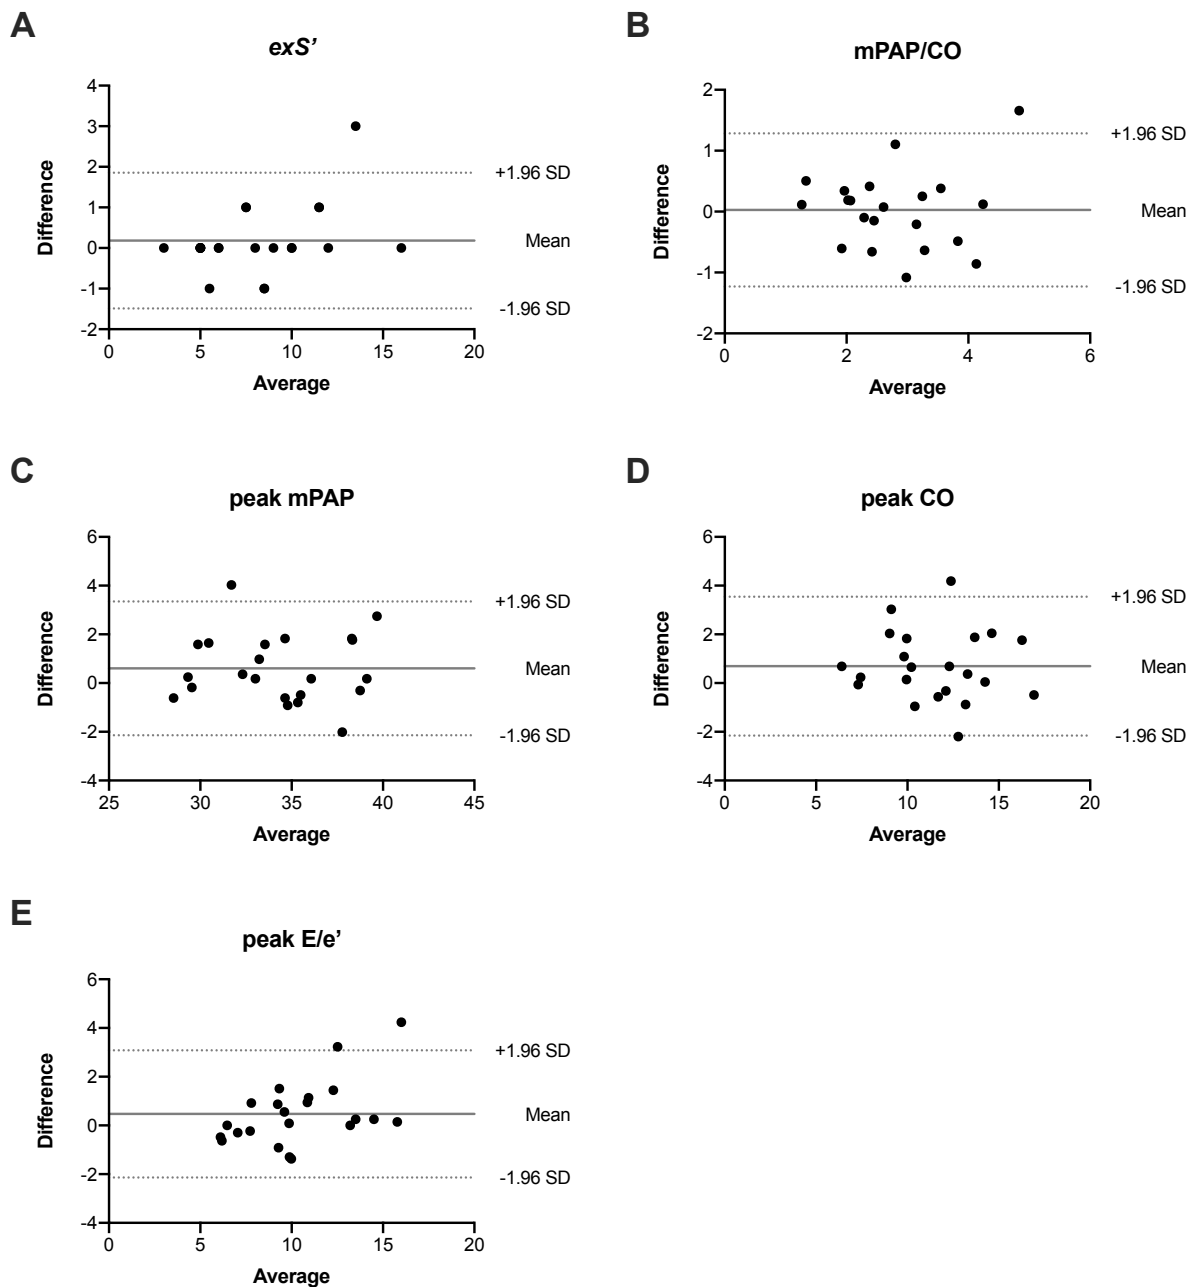 A
exS’
4
3
2
1
0
-1
-2
Difference
+1.96 SD
Mean
-1.96 SD
0 5 10 15 20
Average
B
mPAP/CO
2
1
0
-1
-2
Difference
+1.96 SD
Mean
-1.96 SD
0 2 4 6
Average
C
peak mPAP
6
4
2
0
-2
-4
Difference
+1.96 SD
Mean
-1.96 SD
25 30 35 40 45
Average
D
peak CO
6
4
2
0
-2
-4
Difference
+1.96 SD
Mean
-1.96 SD
0 5 10 15 20
Average
E
peak E/e’
6
4
2
0
-2
-4
Difference
+1.96 SD
Mean
-1.96 SD
0 5 10 15 20
Average